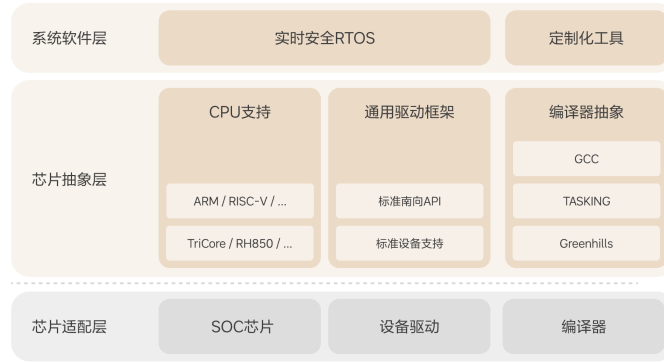 系统软件层
实时安全RTOS
定制化工具
芯片抽象层
CPU支持
通用驱动框架
编译器抽象
GCC
ARM / RISC-V / ...
标准南向API
TASKING
TriCore / RH850 / ...
标准设备支持
Greenhills
芯片适配层
SOC芯片
设备驱动
编译器